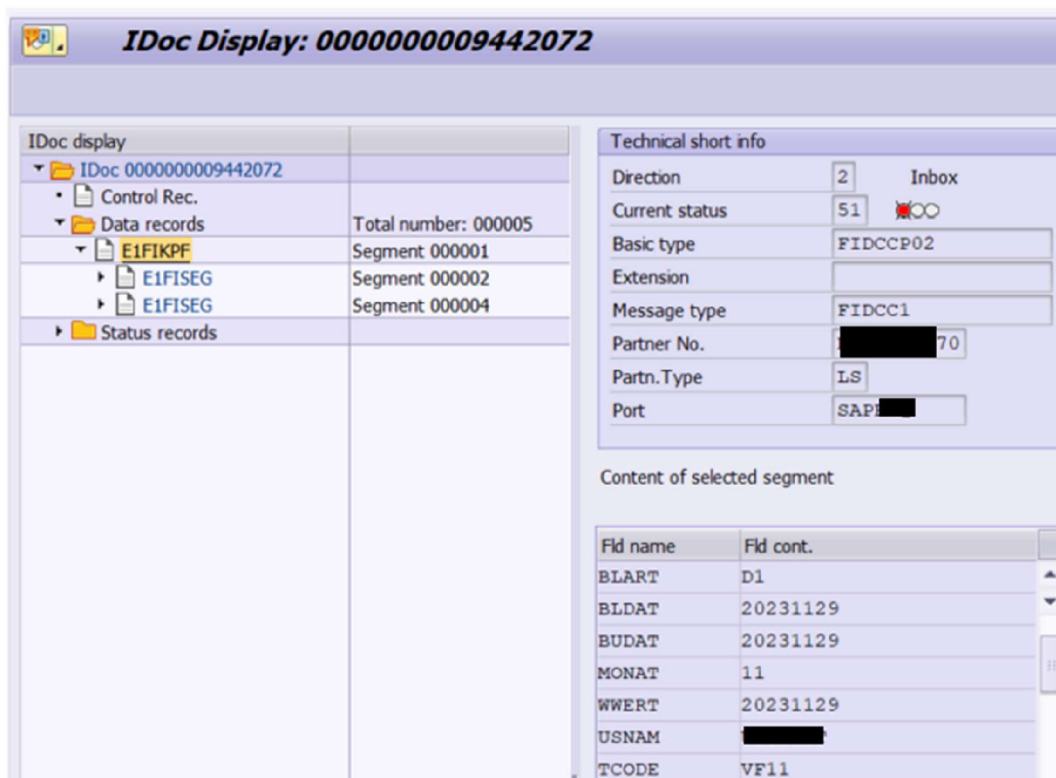 IDoc Display: 0000000009442072
IDoc display
IDoc 0000000009442072
Control Rec.
Data records Total number: 000005
E1FIKPF Segment 000001
E1FISEG Segment 000002
E1FISEG Segment 000004
Status records
Technical short info
Direction 2 Inbox
Current status 51
Basic type FIDCCP02
Extension
Message type FIDCC1
Partner No. 70
Partn.Type LS
Port SAP
Content of selected segment
Fld name Fld cont.
BLART D1
BLDAT 20231129
BUDAT 20231129
MONAT 11
WWERT 20231129
USNAM
TCODE VF11